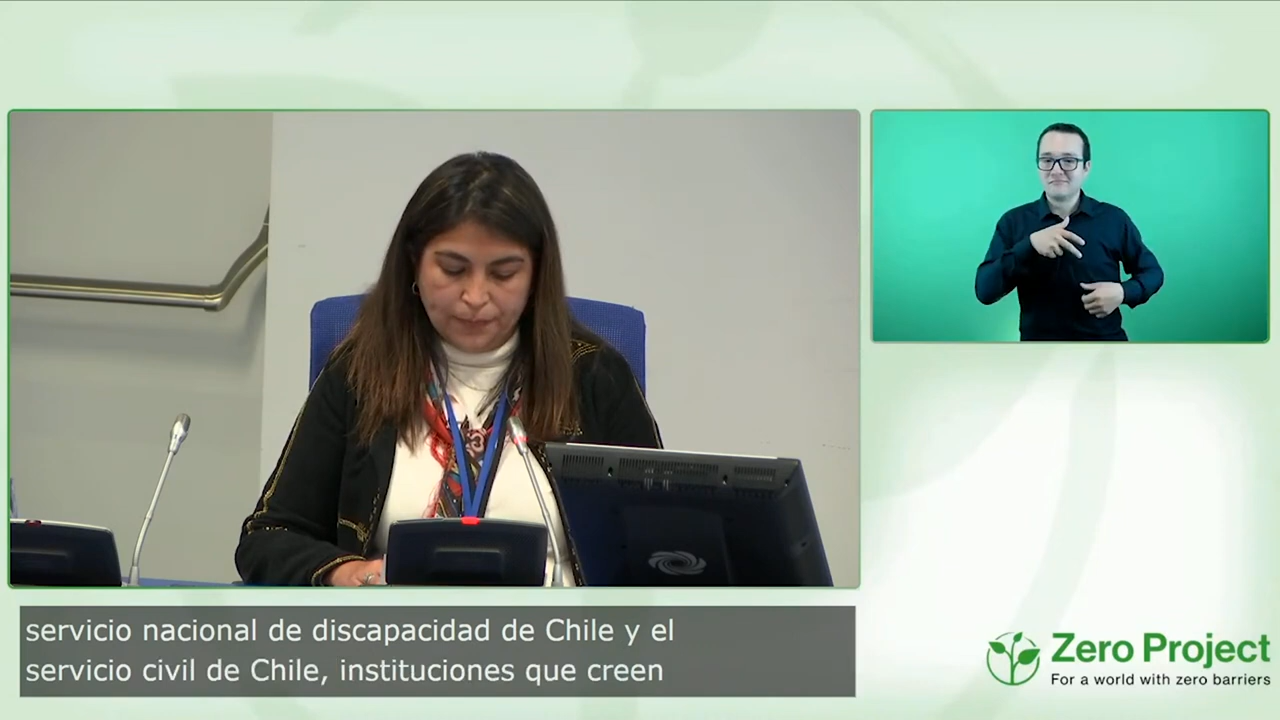 servicio nacional de discapacidad de Chile y el
servicio civil de Chile, instituciones que creen
Zero Project
For a world with zero barriers